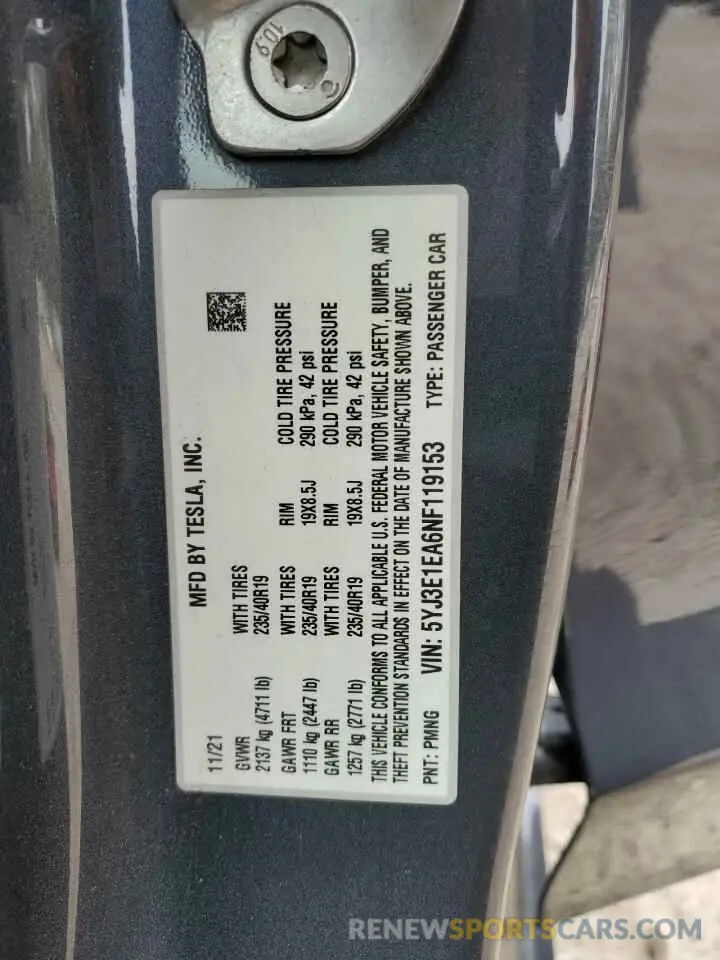 10.9
MFD BY TESLA, INC.
11/21
GVWR WITH TIRES
2137 kg (4711 lb) 235/40R19
GAWR FRT WITH TIRES RIM COLD TIRE PRESSURE
1110 kg (2447 lb) 235/40R19 19X8.5J 290 kPa, 42 psi
GAWR RR WITH TIRES RIM COLD TIRE PRESSURE
1257 kg (2771 lb) 235/40R19 19X8.5J 290 kPa, 42 psi
THIS VEHICLE CONFORMS TO ALL APPLICABLE U.S. FEDERAL MOTOR VEHICLE SAFETY, BUMPER, AND
THEFT PREVENTION STANDARDS IN EFFECT ON THE DATE OF MANUFACTURE SHOWN ABOVE.
PNT: PMNG VIN: 5YJ3E1EA6NF119153 TYPE: PASSENGER CAR
RENEWSPORTSCARS.COM